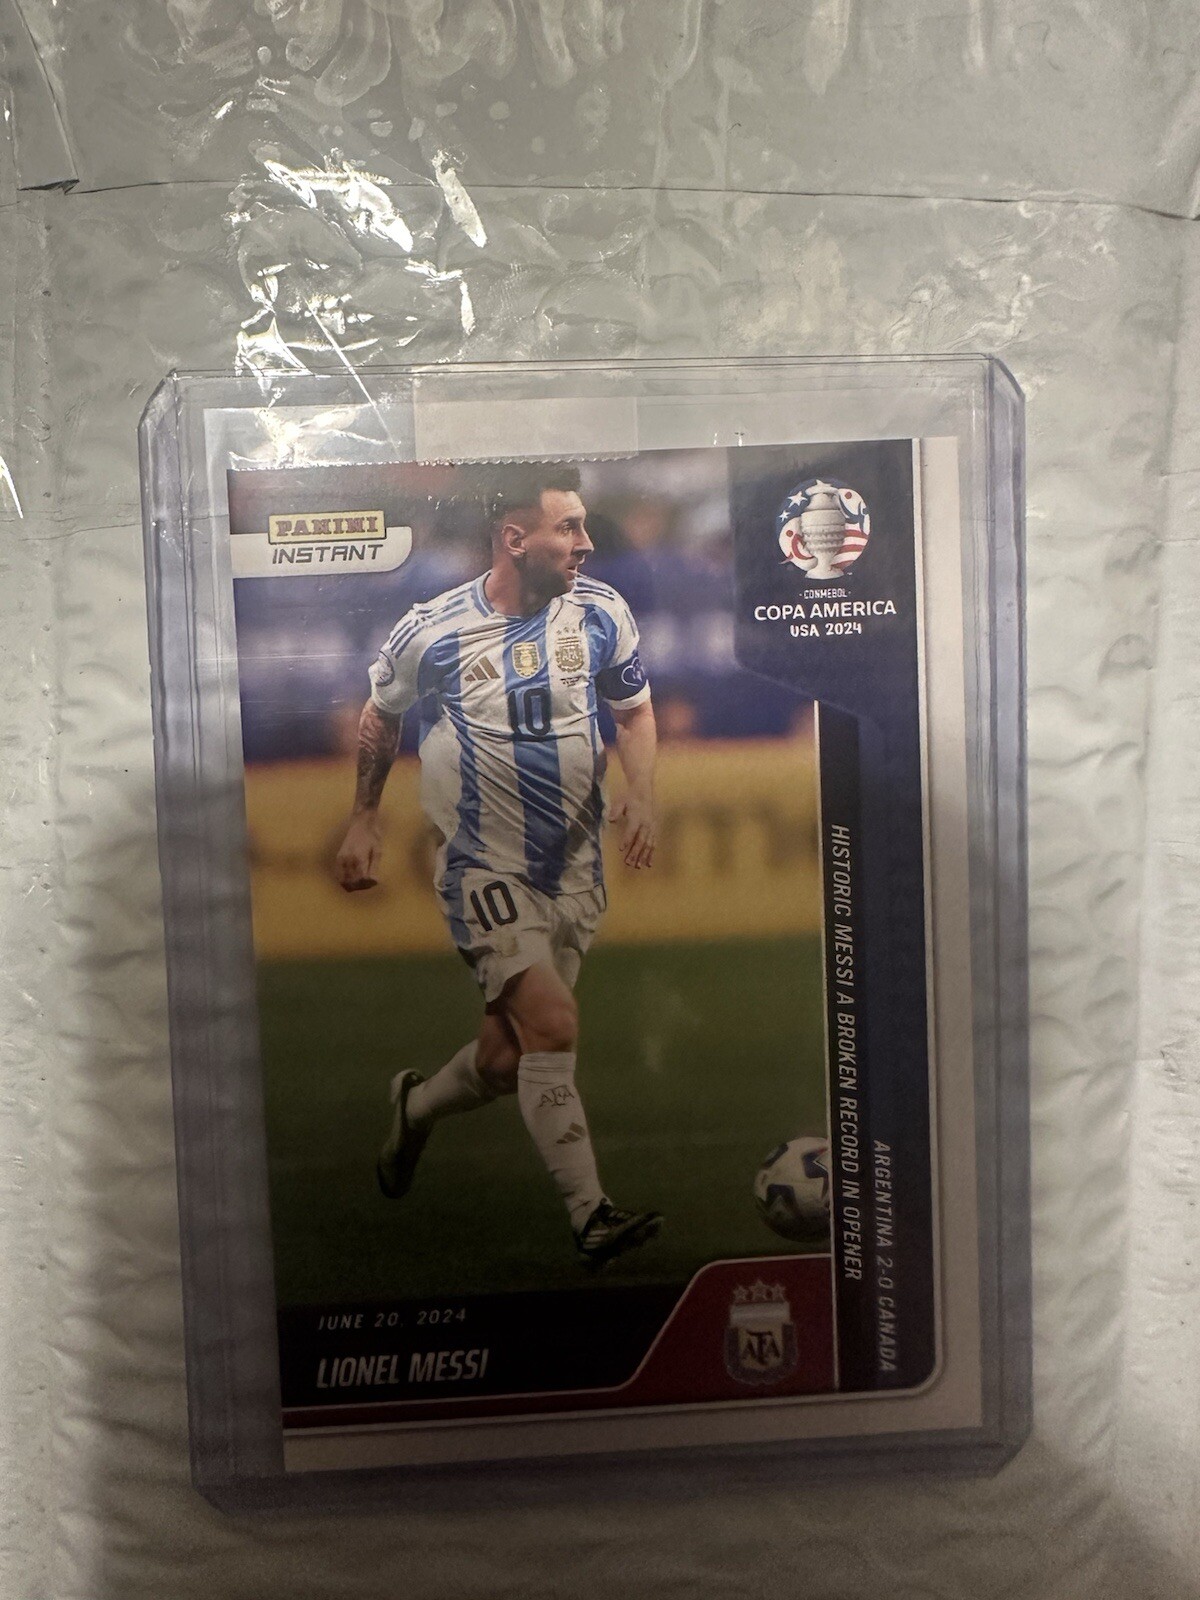 PANINI
INSTANT
CONMEBOL
COPA AMERICA
USA 2024
10
10
AFA
HISTORIC MESSI A BROKEN RECORD IN OPENER
ARGENTINA 2-0 CANADA
JUNE 20, 2024
LIONEL MESSI
AFA